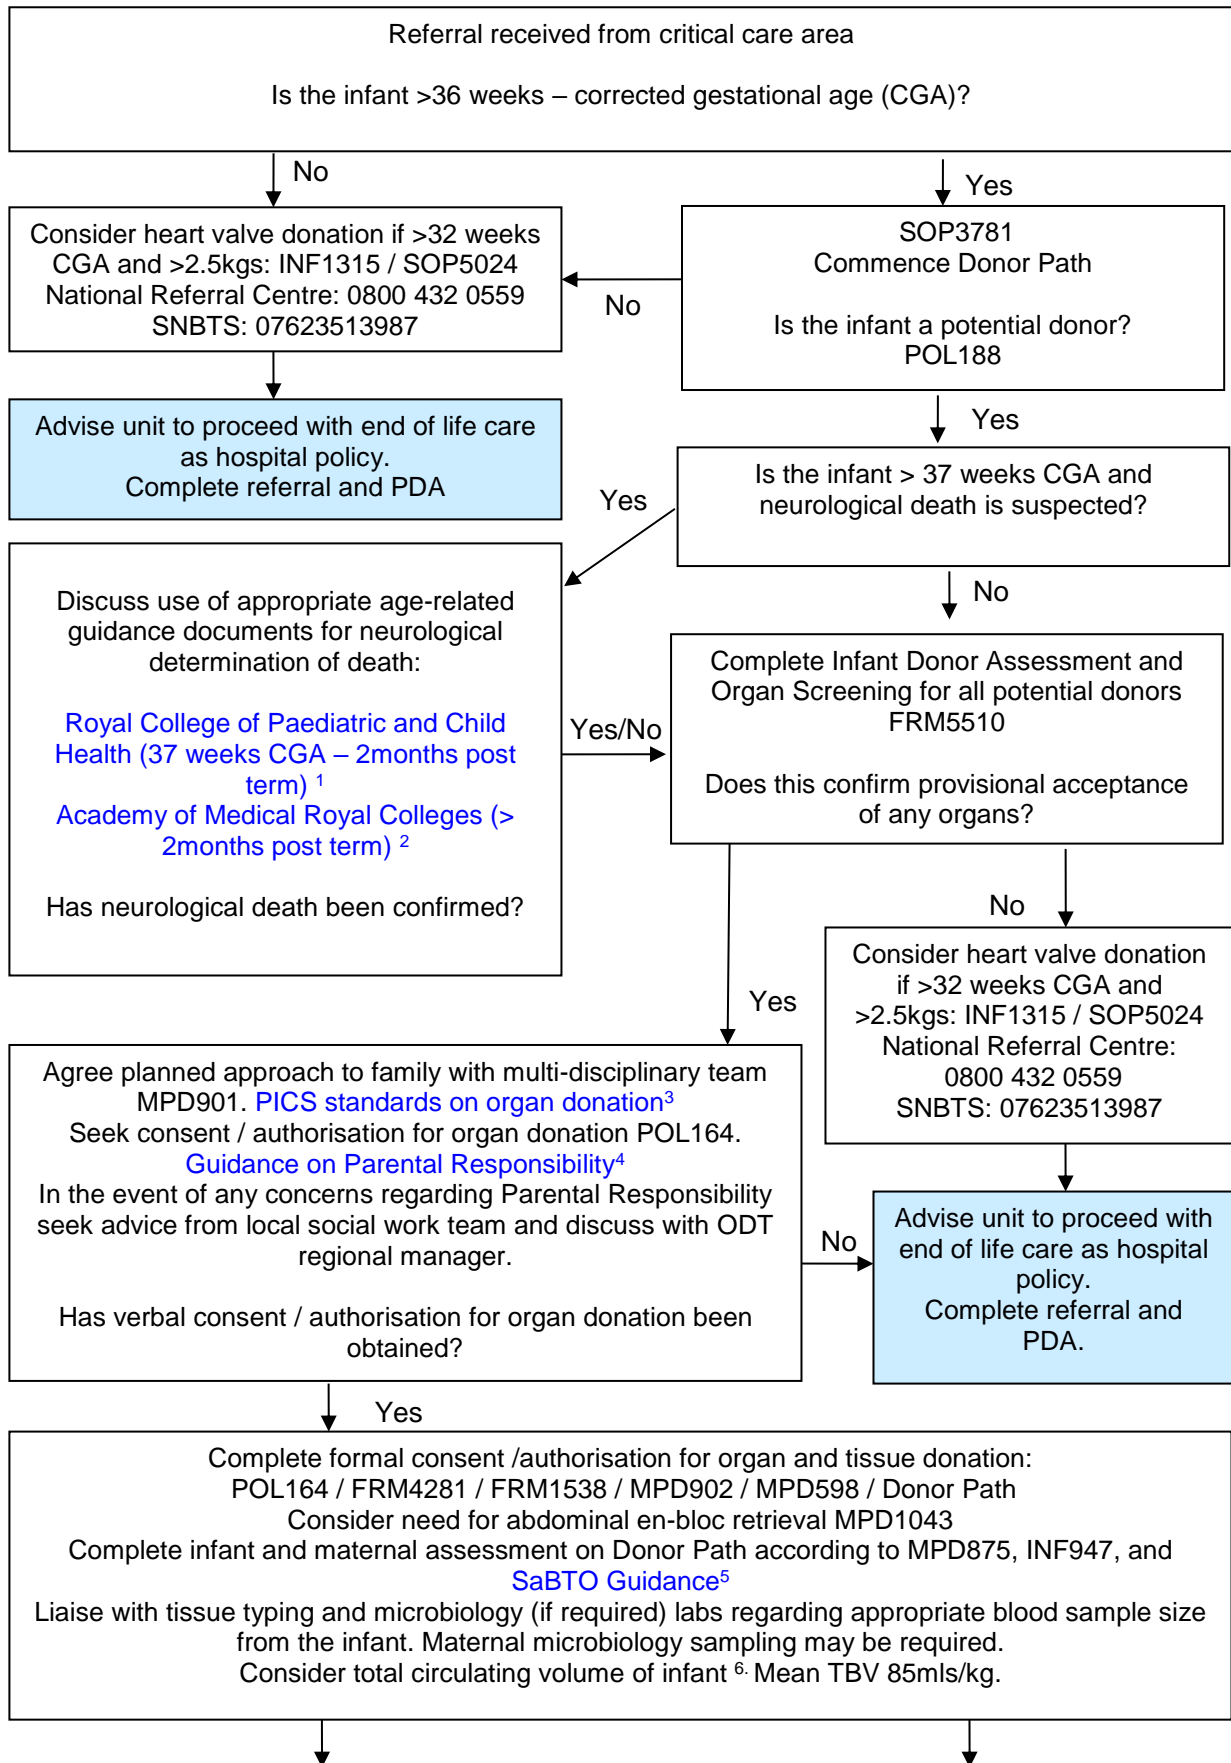 Referral received from critical care area
Is the infant >36 weeks – corrected gestational age (CGA)?
No
Yes
Consider heart valve donation if >32 weeks
CGA and >2.5kgs: INF1315 / SOP5024
National Referral Centre: 0800 432 0559
SNBTS: 07623513987
SOP3781
Commence Donor Path
Is the infant a potential donor?
POL188
No
Yes
Advise unit to proceed with end of life care
as hospital policy.
Complete referral and PDA
Is the infant > 37 weeks CGA and
neurological death is suspected?
Yes
No
Discuss use of appropriate age-related
guidance documents for neurological
determination of death:
Royal College of Paediatric and Child
Health (37 weeks CGA – 2months post
term) 1
Academy of Medical Royal Colleges (>
2months post term) 2
Has neurological death been confirmed?
Yes/No
Complete Infant Donor Assessment and
Organ Screening for all potential donors
FRM5510
Does this confirm provisional acceptance
of any organs?
No
Yes
Consider heart valve donation
if >32 weeks CGA and
>2.5kgs: INF1315 / SOP5024
National Referral Centre:
0800 432 0559
SNBTS: 07623513987
Agree planned approach to family with multi-disciplinary team
MPD901. PICS standards on organ donation3
Seek consent / authorisation for organ donation POL164.
Guidance on Parental Responsibility4
In the event of any concerns regarding Parental Responsibility
seek advice from local social work team and discuss with ODT
regional manager.
Has verbal consent / authorisation for organ donation been
obtained?
No
Advise unit to proceed with
end of life care as hospital
policy.
Complete referral and
PDA.
Yes
Complete formal consent /authorisation for organ and tissue donation:
POL164 / FRM4281 / FRM1538 / MPD902 / MPD598 / Donor Path
Consider need for abdominal en-bloc retrieval MPD1043
Complete infant and maternal assessment on Donor Path according to MPD875, INF947, and
SaBTO Guidance5
Liaise with tissue typing and microbiology (if required) labs regarding appropriate blood sample size
from the infant. Maternal microbiology sampling may be required.
Consider total circulating volume of infant 6. Mean TBV 85mls/kg.